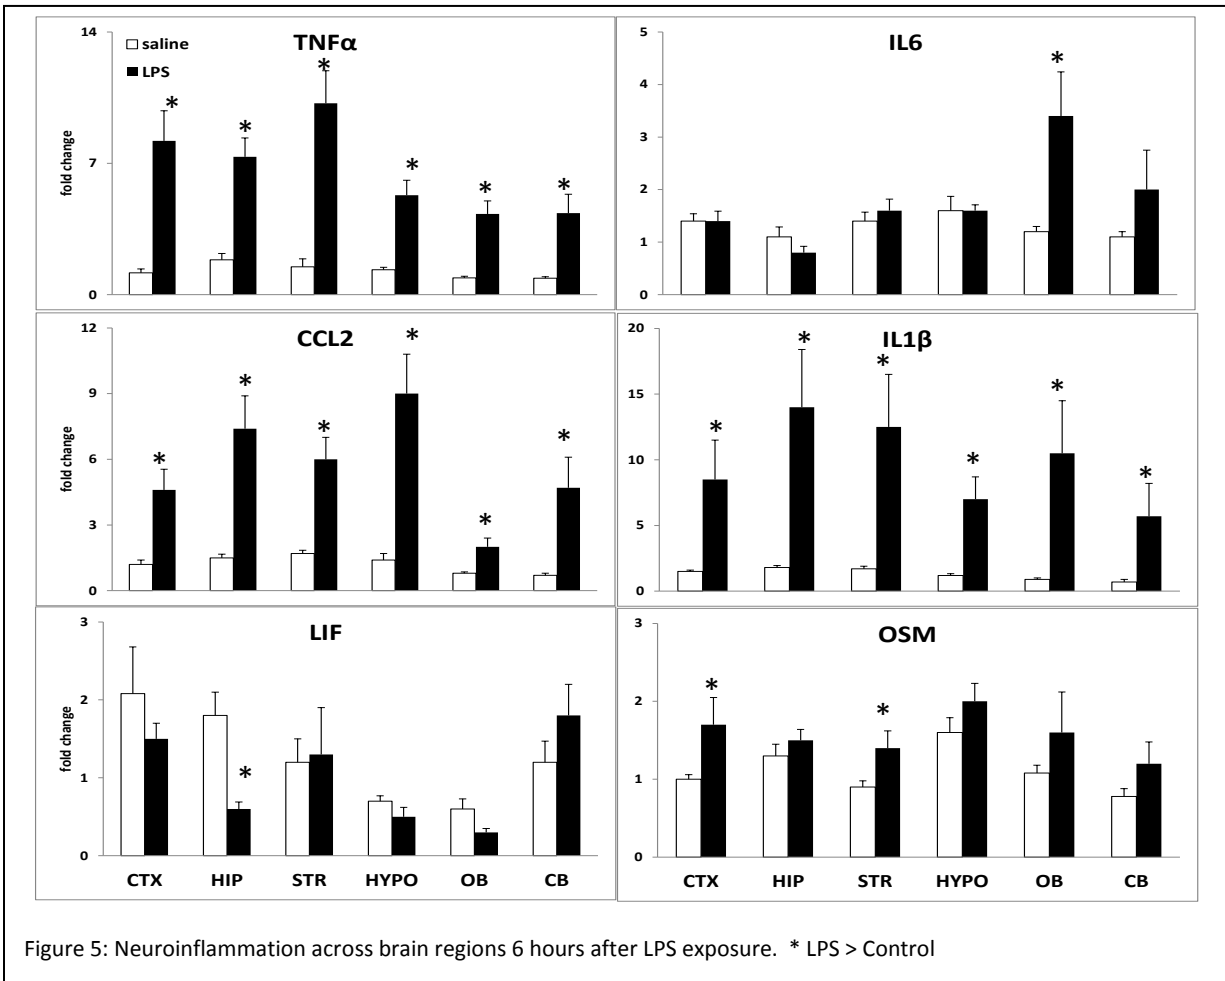 TNFα
saline
LPS
14
7
0
fold change
* * * * * *
IL6
5
4
3
2
1
0
*
CCL2
12
9
6
3
0
fold change
* * * * * *
IL1β
20
15
10
5
0
* * * * * *
LIF
3
2
1
0
fold change
*
CTX HIP STR HYPO OB CB
OSM
3
2
1
0
* *
CTX HIP STR HYPO OB CB
Figure 5: Neuroinflammation across brain regions 6 hours after LPS exposure. * LPS > Control